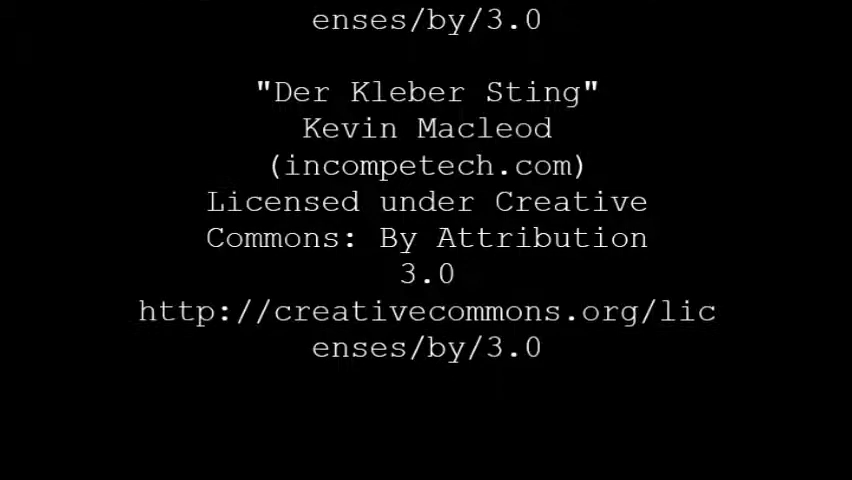 enses/by/3.0
"Der Kleber Sting"
Kevin Macleod
(incompetech.com)
Licensed under Creative
Commons: By Attribution
3.0
http://creativecommons.org/lic
enses/by/3.0